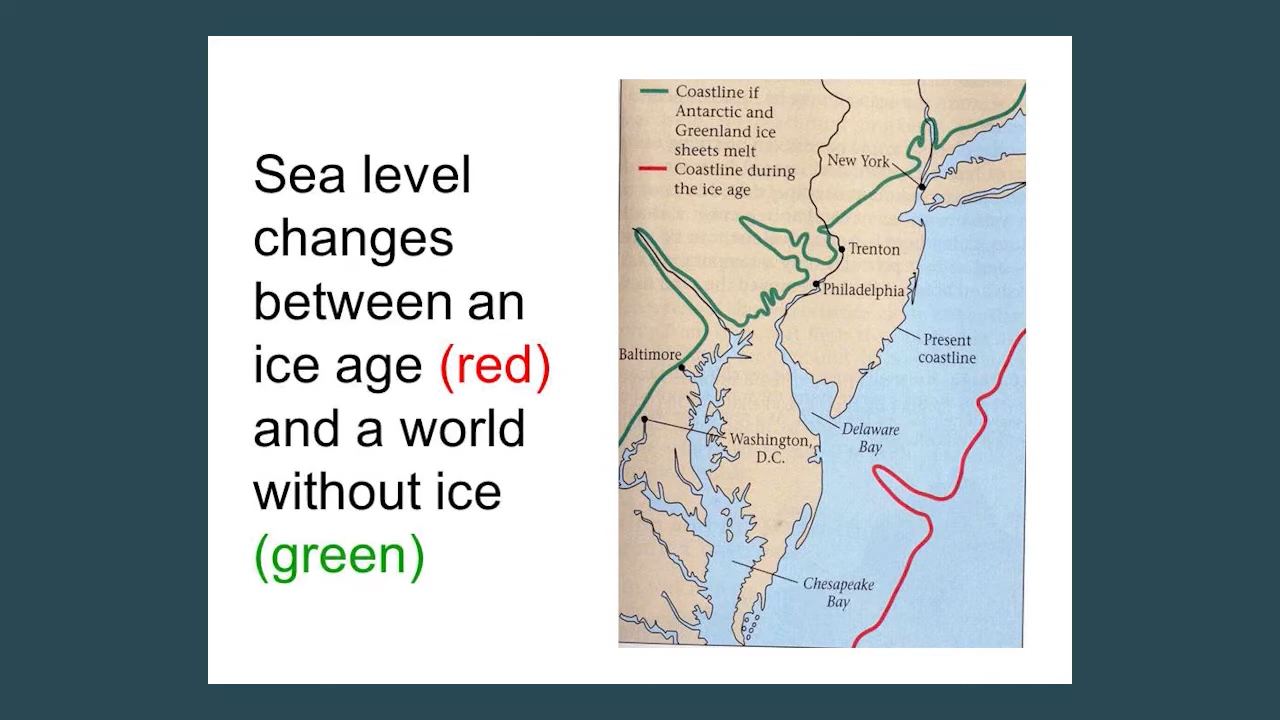 Sea level
changes
between an
ice age (red)
and a world
without ice
(green)
Coastline if
Antarctic and
Greenland ice
sheets melt
Coastline during
the ice age
New York
Trenton
Philadelphia
Present
coastline
Baltimore
Delaware
Bay
Washington,
D.C.
Chesapeake
Bay